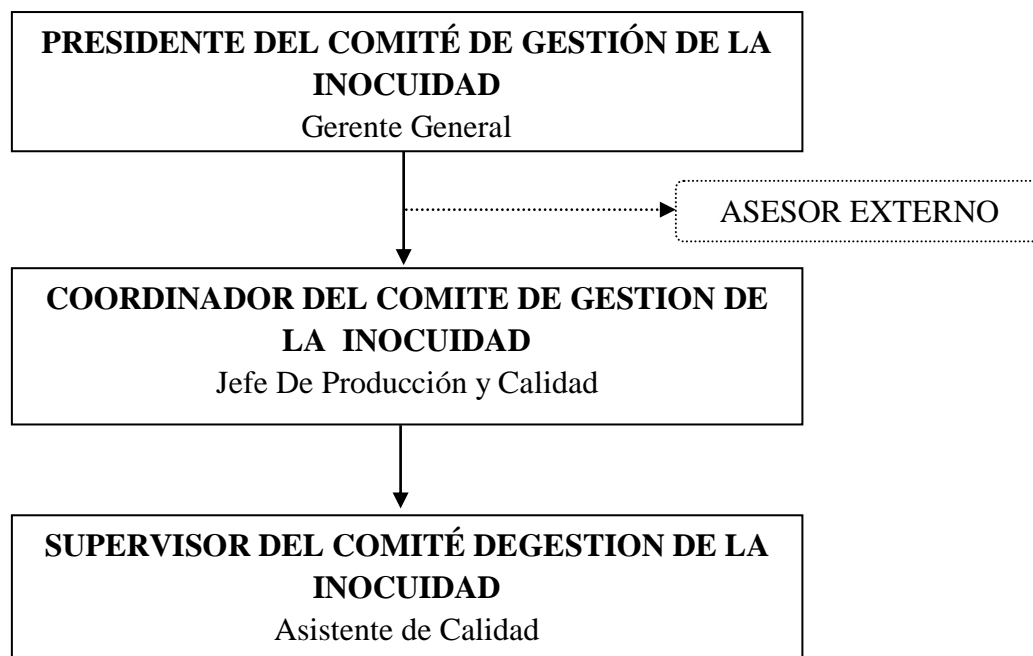 PRESIDENTE DEL COMITÉ DE GESTIÓN DE LA
INOCUIDAD
Gerente General
ASESOR EXTERNO
COORDINADOR DEL COMITE DE GESTION DE
LA  INOCUIDAD
Jefe De Producción y Calidad
SUPERVISOR DEL COMITÉ DEGESTION DE LA
INOCUIDAD
Asistente de Calidad